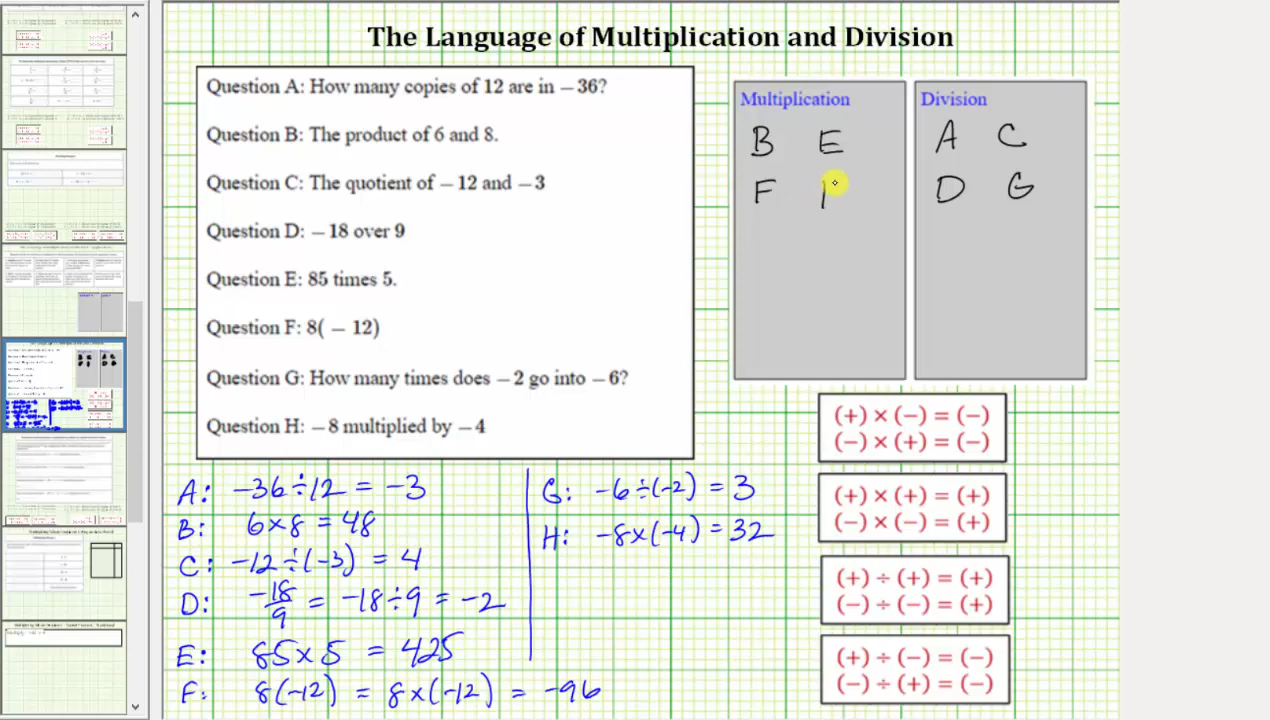 The Language of Multiplication and Division
Question A: How many copies of 12 are in −36?
Question B: The product of 6 and 8.
Question C: The quotient of −12 and −3
Question D: −18 over 9
Question E: 85 times 5.
Question F: 8( − 12)
Question G: How many times does −2 go into −6?
Question H: −8 multiplied by −4
Multiplication
B E
F
Division
A C
D G
(+) × (−) = (−)
(−) × (+) = (−)
(+) × (+) = (+)
(−) × (−) = (+)
(+) ÷ (+) = (+)
(−) ÷ (−) = (+)
(+) ÷ (−) = (−)
(−) ÷ (+) = (−)
A: -36 ÷ 12 = -3
B: 6 × 8 = 48
C: -12 ÷ (-3) = 4
D: -18/9 = -18 ÷ 9 = -2
E: 85 × 5 = 425
F: 8(-12) = 8 × (-12) = -96
G: -6 ÷ (-2) = 3
H: -8 × (-4) = 32